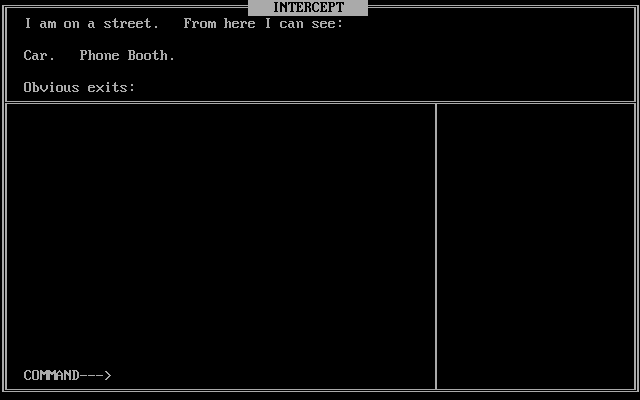 INTERCEPT
I am on a street.   From here I can see:
Car.   Phone Booth.
Obvious exits:
COMMAND--->